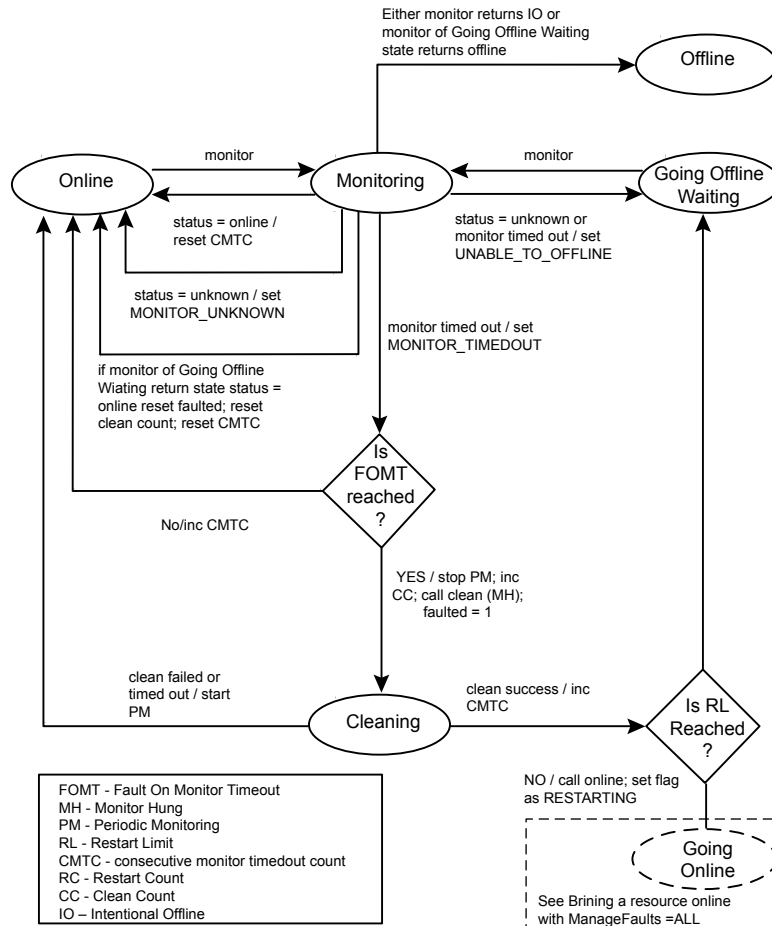 Either monitor returns IO or
monitor of Going Offline Waiting
state returns offline
Offline
Online
monitor
Monitoring
monitor
Going Offline
Waiting
status = online /
reset CMTC
status = unknown or
monitor timed out / set
UNABLE_TO_OFFLINE
status = unknown / set
MONITOR_UNKNOWN
monitor timed out / set
MONITOR_TIMEDOUT
if monitor of Going Offline
Wiating return state status =
online reset faulted; reset
clean count; reset CMTC
Is
FOMT
reached
?
No/inc CMTC
YES / stop PM; inc
CC; call clean (MH);
faulted = 1
clean failed or
timed out / start
PM
Cleaning
clean success / inc
CMTC
Is RL
Reached
?
NO / call online; set flag
as RESTARTING
Going
Online
See Brining a resource online
with ManageFaults =ALL
FOMT - Fault On Monitor Timeout
MH - Monitor Hung
PM - Periodic Monitoring
RL - Restart Limit
CMTC - consecutive monitor timedout count
RC - Restart Count
CC - Clean Count
IO – Intentional Offline